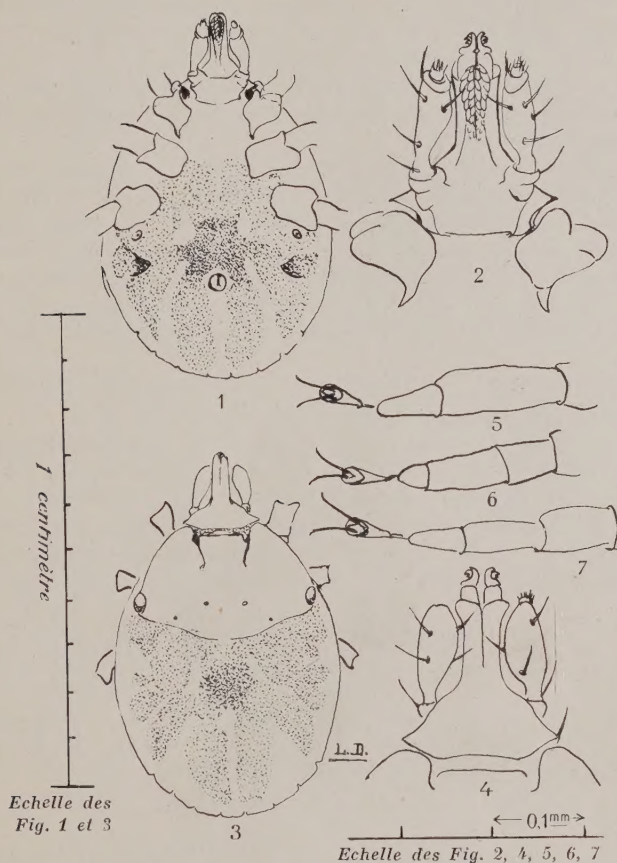 1
2
1 centimètre
5
6
7
L.D.
Echelle des
Fig. 1 et 3
3
4
← 0,1mm →
Echelle des Fig. 2, 4, 5, 6, 7